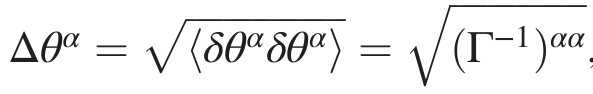 Δθ^α = √⟨δθ^α δθ^α⟩ = √(Γ^−1)^αα,